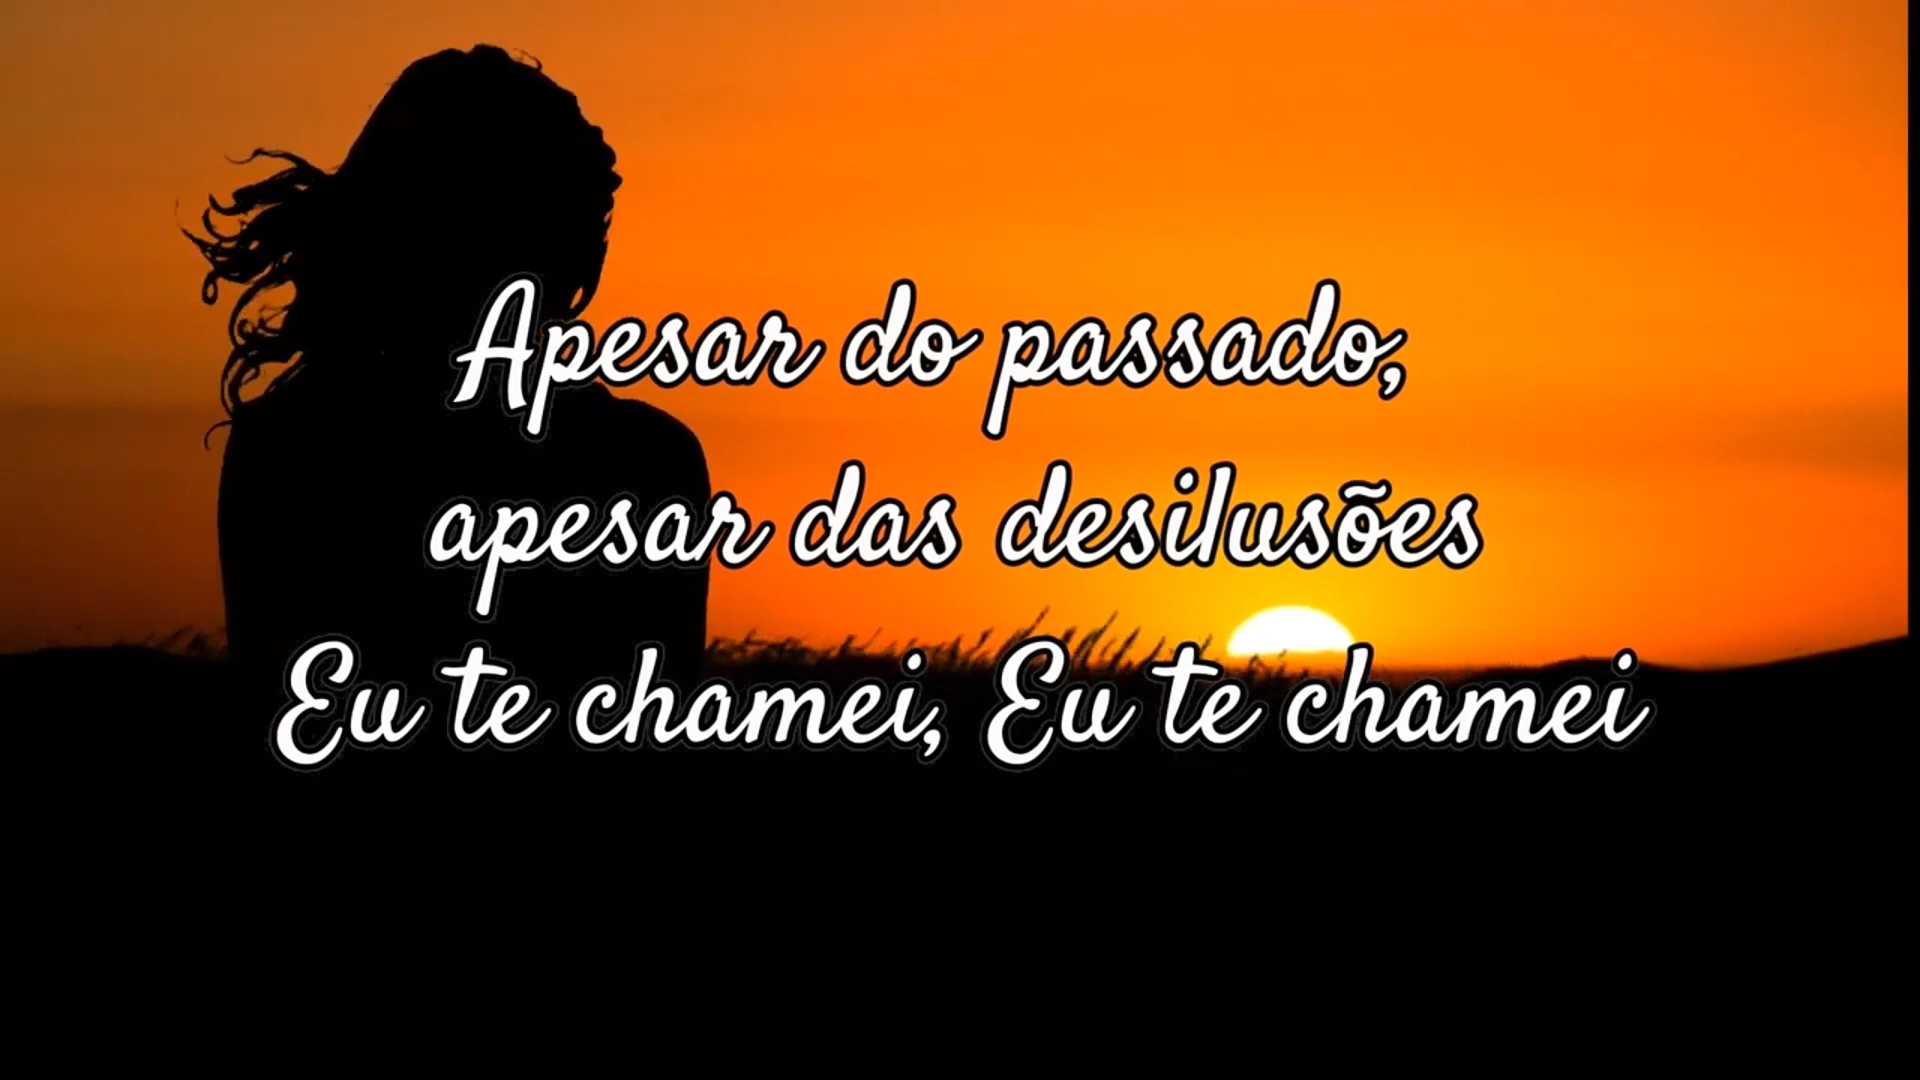 Apesar do passado,
apesar das desilusões
Eu te chamei, Eu te chamei